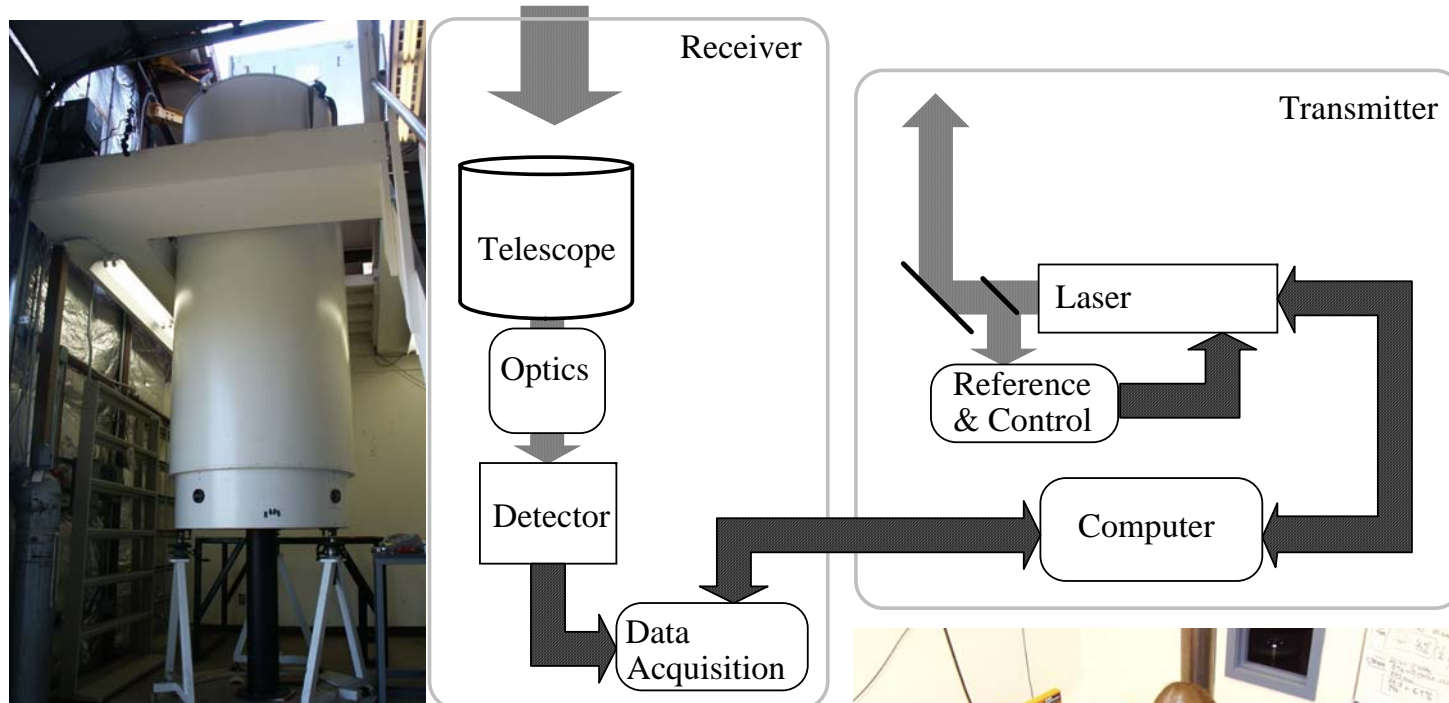 Receiver
Transmitter
Telescope
Laser
Optics
Reference
& Control
Detector
Computer
Data
Acquisition